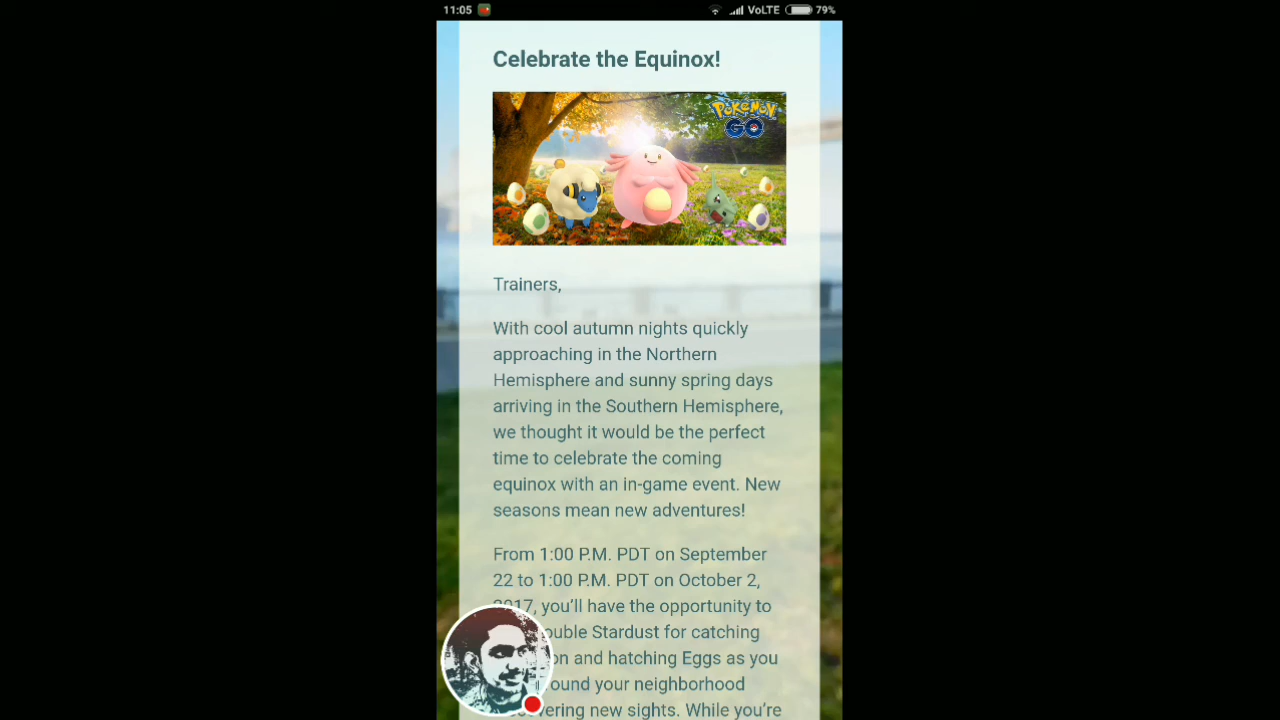 11:05 VoLTE 79%
Celebrate the Equinox!
POKÉMON
GO
Trainers,
With cool autumn nights quickly
approaching in the Northern
Hemisphere and sunny spring days
arriving in the Southern Hemisphere,
we thought it would be the perfect
time to celebrate the coming
equinox with an in-game event. New
seasons mean new adventures!
From 1:00 P.M. PDT on September
22 to 1:00 P.M. PDT on October 2,
2017, you'll have the opportunity to
Stardust for catching
and hatching Eggs as you
your neighborhood
new sights. While you're